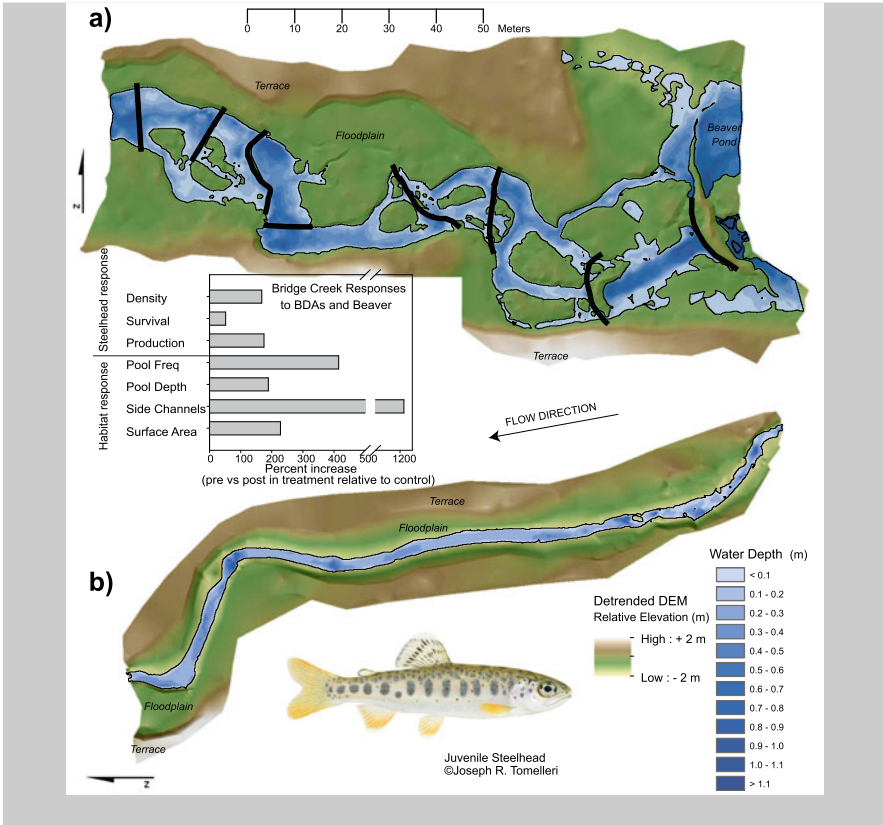 a)
0 10 20 30 40 50
Meters
Terrace
Floodplain
Beaver
Pond
z
Steelhead response
Habitat response
Bridge Creek Responses
to BDAs and Beaver
Density
Survival
Production
Pool Freq
Pool Depth
Side Channels
Surface Area
0 100 200 300 400 500 1200
Percent increase
(pre vs post in treatment relative to control)
Terrace
FLOW DIRECTION
b)
Terrace
Floodplain
Floodplain
Terrace
z
Juvenile Steelhead
©Joseph R. Tomelleri
Detrended DEM
Relative Elevation (m)
High : + 2 m
Low : - 2 m
Water Depth (m)
< 0.1
0.1 - 0.2
0.2 - 0.3
0.3 - 0.4
0.4 - 0.5
0.5 - 0.6
0.6 - 0.7
0.7 - 0.8
0.8 - 0.9
0.9 - 1.0
1.0 - 1.1
> 1.1